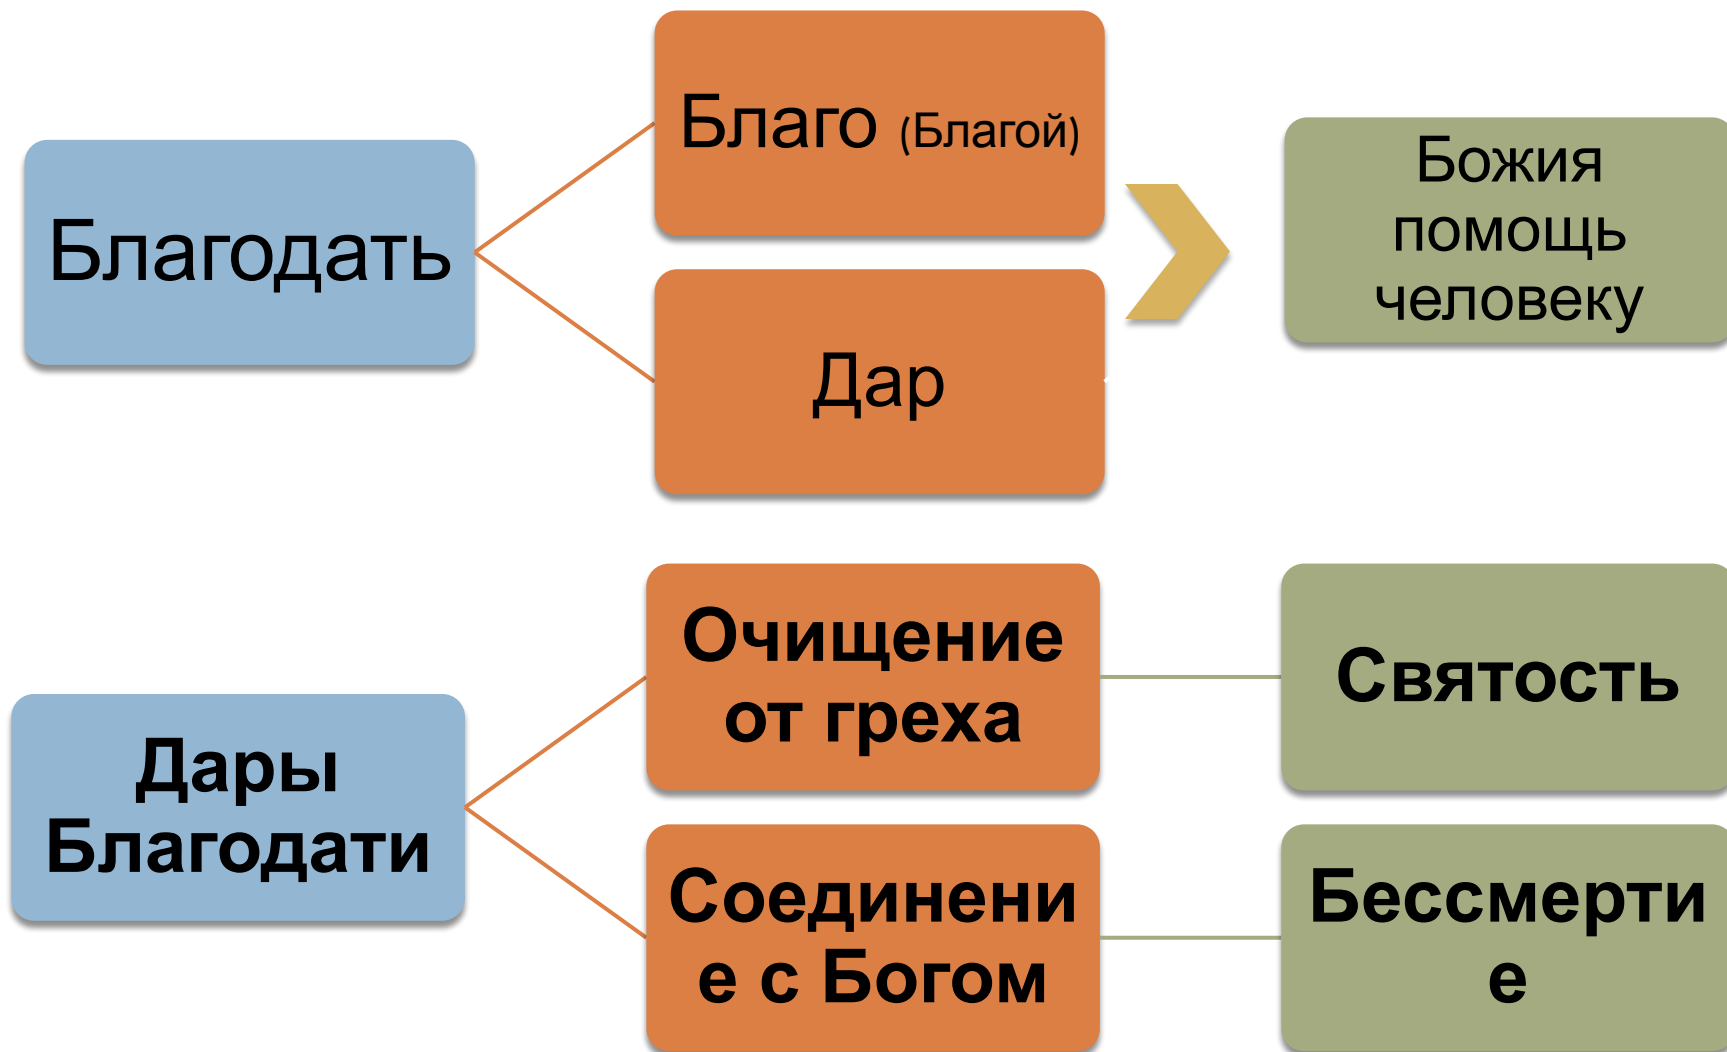 Благодать
Благо (Благой)
Дар
Божия
помощь
человеку
Дары
Благодати
Очищение
от греха
Святость
Соединени
е с Богом
Бессмерти
е